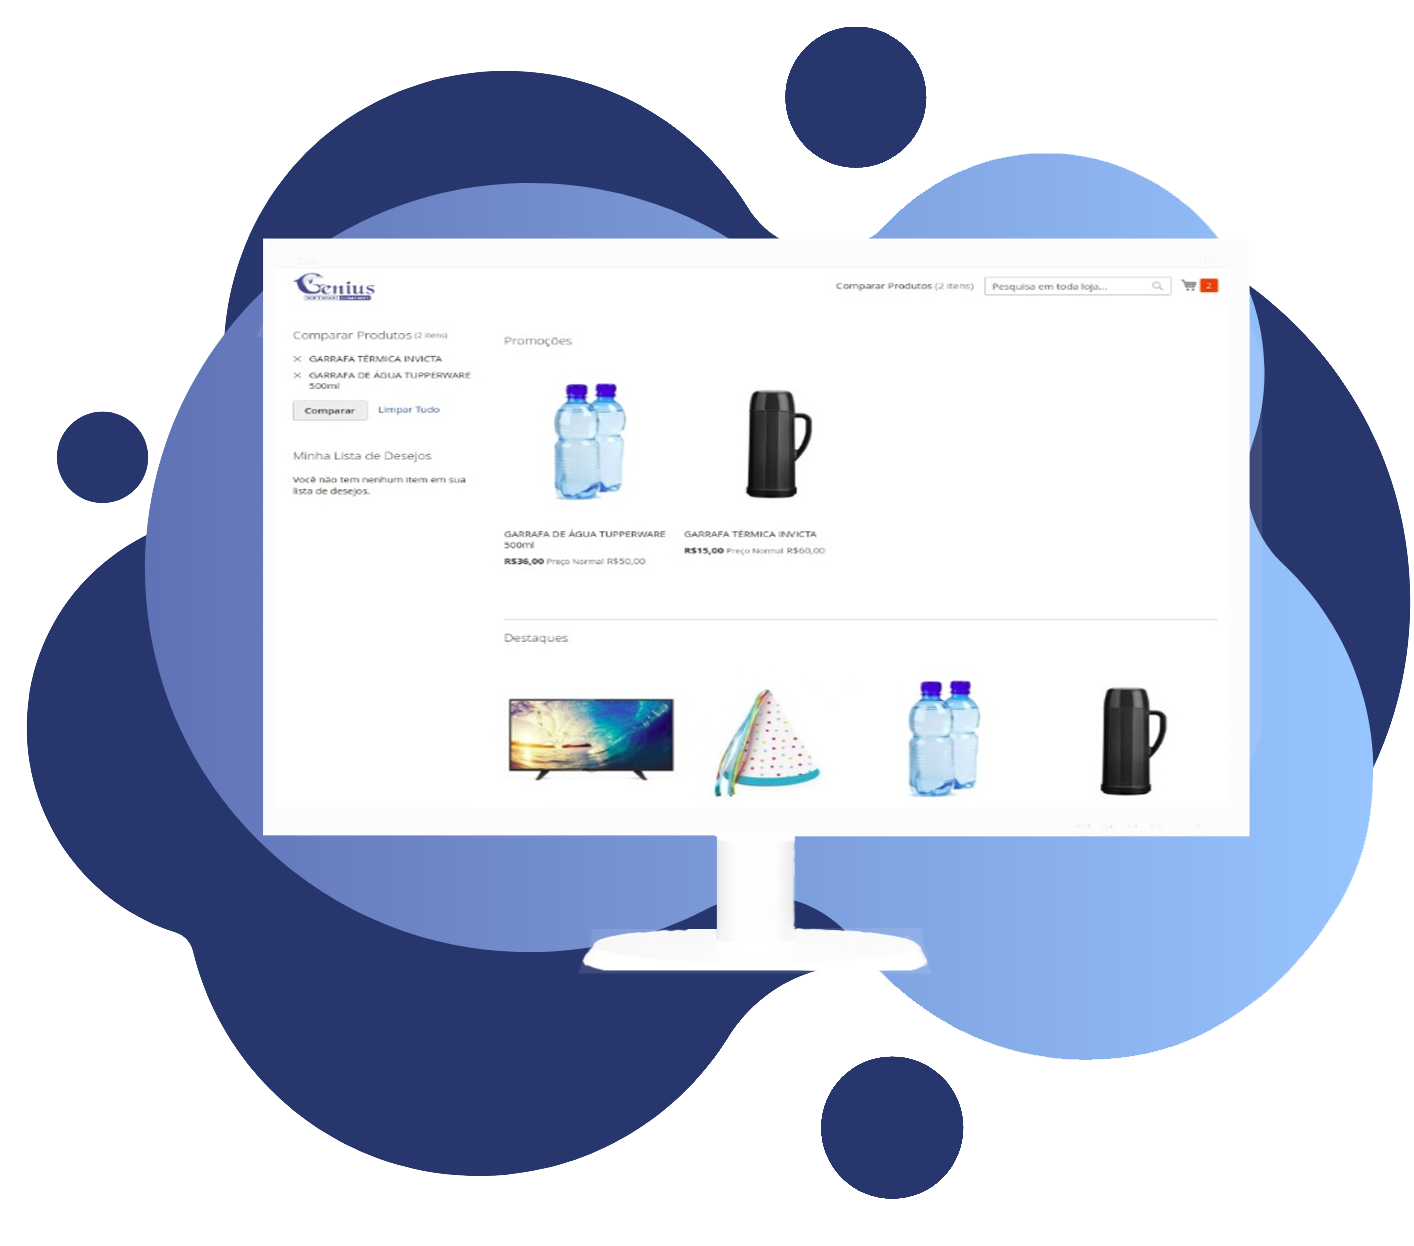 Genius
SOFTWARE COMPANY
Comparar Produtos (2 itens)
Pesquisa em toda loja...
2
Comparar Produtos (2 itens)
× GARRAFA TÉRMICA INVICTA
× GARRAFA DE ÁGUA TUPPERWARE
500ml
Comparar Limpar Tudo
Minha Lista de Desejos
Você não tem nenhum item em sua
lista de desejos.
Promoções
GARRAFA DE ÁGUA TUPPERWARE
500ml
R$36,00 Preço Normal R$50,00
GARRAFA TÉRMICA INVICTA
R$15,00 Preço Normal R$60,00
Destaques